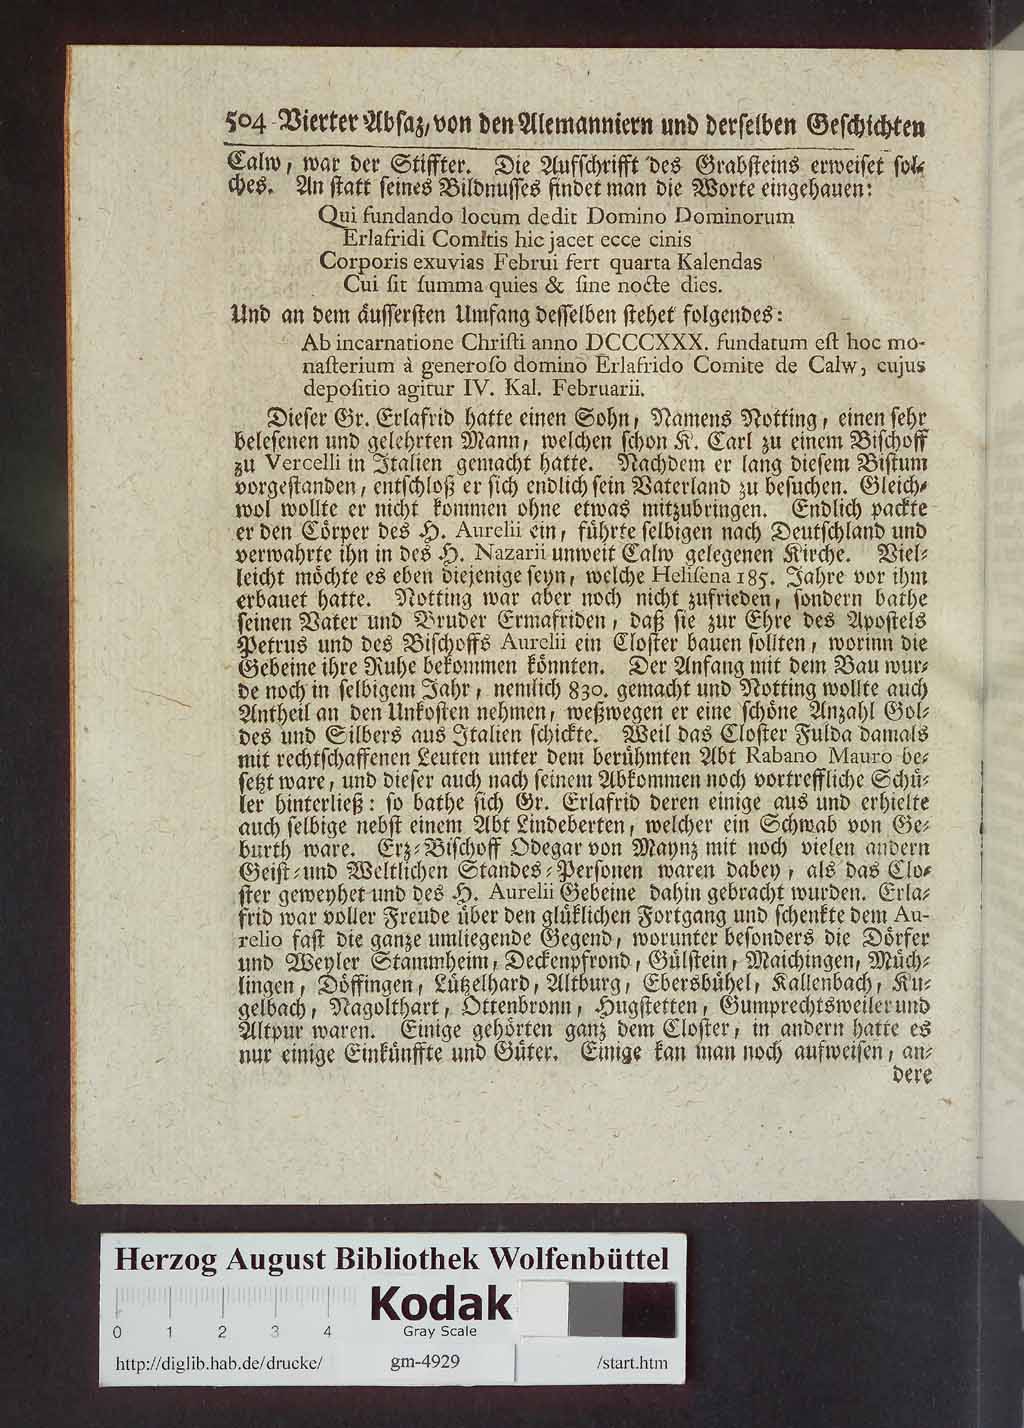 504 Vierter Absaz, von den Alemanniern und derselben Geschichten
Calw, war der Stiffter. Die Aufschrifft des Grabsteins erweiset sol-
ches. An statt seines Bildnusses findet man die Worte eingehauen:
Qui fundando locum dedit Domino Dominorum
Erlafridi Comitis hic jacet ecce cinis
Corporis exuvias Februi fert quarta Kalendas
Cui ſit ſumma quies & ſine nocte dies.
Und an dem äussersten Umfang desselben stehet folgendes:
Ab incarnatione Chriſti anno DCCCXXX. fundatum eſt hoc mo-
naſterium à generoſo domino Erlafrido Comite de Calw, cujus
depoſitio agitur IV. Kal. Februarii.
Dieser Gr. Erlafrid hatte einen Sohn, Namens Notting, einen sehr
belesenen und gelehrten Mann, welchen schon K. Carl zu einem Bischoff
zu Vercelli in Italien gemacht hatte. Nachdem er lang diesem Bistum
vorgestanden, entschloß er sich endlich sein Vaterland zu besuchen. Gleich-
wol wollte er nicht kommen ohne etwas mitzubringen. Endlich packte
er den Cörper des H. Aurelii ein, führte selbigen nach Deutschland und
verwahrte ihn in des H. Nazarii unweit Calw gelegenen Kirche. Viel-
leicht möchte es eben diejenige seyn, welche Heliſena 185. Jahre vor ihm
erbauet hatte. Notting war aber noch nicht zufrieden, sondern bathe
seinen Vater und Bruder Ermafriden, daß sie zur Ehre des Apostels
Petrus und des Bischoffs Aurelii ein Closter bauen sollten, worinn die
Gebeine ihre Ruhe bekommen könnten. Der Anfang mit dem Bau wur-
de noch in selbigem Jahr, nemlich 830. gemacht und Notting wollte auch
Antheil an den Unkosten nehmen, weßwegen er eine schöne Anzahl Gol-
des und Silbers aus Italien schickte. Weil das Closter Fulda damals
mit rechtschaffenen Leuten unter dem berühmten Abt Rabano Mauro be-
setzt ware, und dieser auch nach seinem Abkommen noch vortreffliche Schü-
ler hinterließ: so bathe sich Gr. Erlafrid deren einige aus und erhielte
auch selbige nebst einem Abt Lindeberten, welcher ein Schwab von Ge-
burth ware. Erz-Bischoff Odegar von Maynz mit noch vielen andern
Geist- und Weltlichen Standes-Personen waren dabey, als das Clo-
ster geweyhet und des H. Aurelii Gebeine dahin gebracht wurden. Erla-
frid war voller Freude über den glüklichen Fortgang und schenkte dem Au-
relio fast die ganze umliegende Gegend, worunter besonders die Dörfer
und Weyler Stammheim, Deckenpfrond, Gülstein, Maichingen, Müch-
lingen, Döffingen, Lützelhard, Altburg, Ebersbühel, Kallenbach, Ku-
gelbach, Nagolthart, Ottenbronn, Hugstetten, Gumprechtsweiler und
Altpur waren. Einige gehörten ganz dem Closter, in andern hatte es
nur einige Einkünffte und Güter. Einige kan man noch aufweisen, an-
dere
Herzog August Bibliothek Wolfenbüttel
Kodak
Gray Scale
0 1 2 3 4
http://diglib.hab.de/drucke/ gm-4929 /start.htm